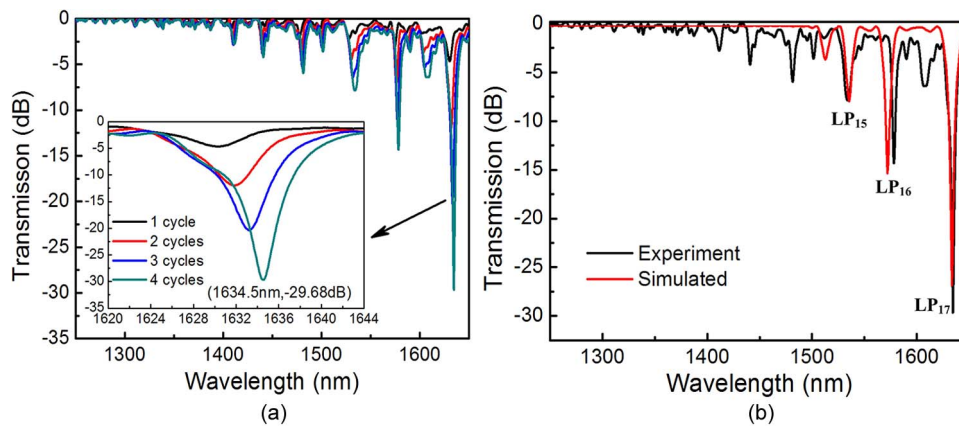 0
-5
-10
-15
-20
-25
-30
-35
Transmission (dB)
0
-5
-10
-15
-20
-25
-30
-35
1620 1624 1628 1632 1636 1640 1644
1 cycle
2 cycles
3 cycles
4 cycles
(1634.5nm,-29.68dB)
1300 1400 1500 1600
Wavelength (nm)
(a)
0
-5
-10
-15
-20
-25
-30
Transmisson (dB)
LP15
LP16
LP17
Experiment
Simulated
1300 1400 1500 1600
Wavelength (nm)
(b)